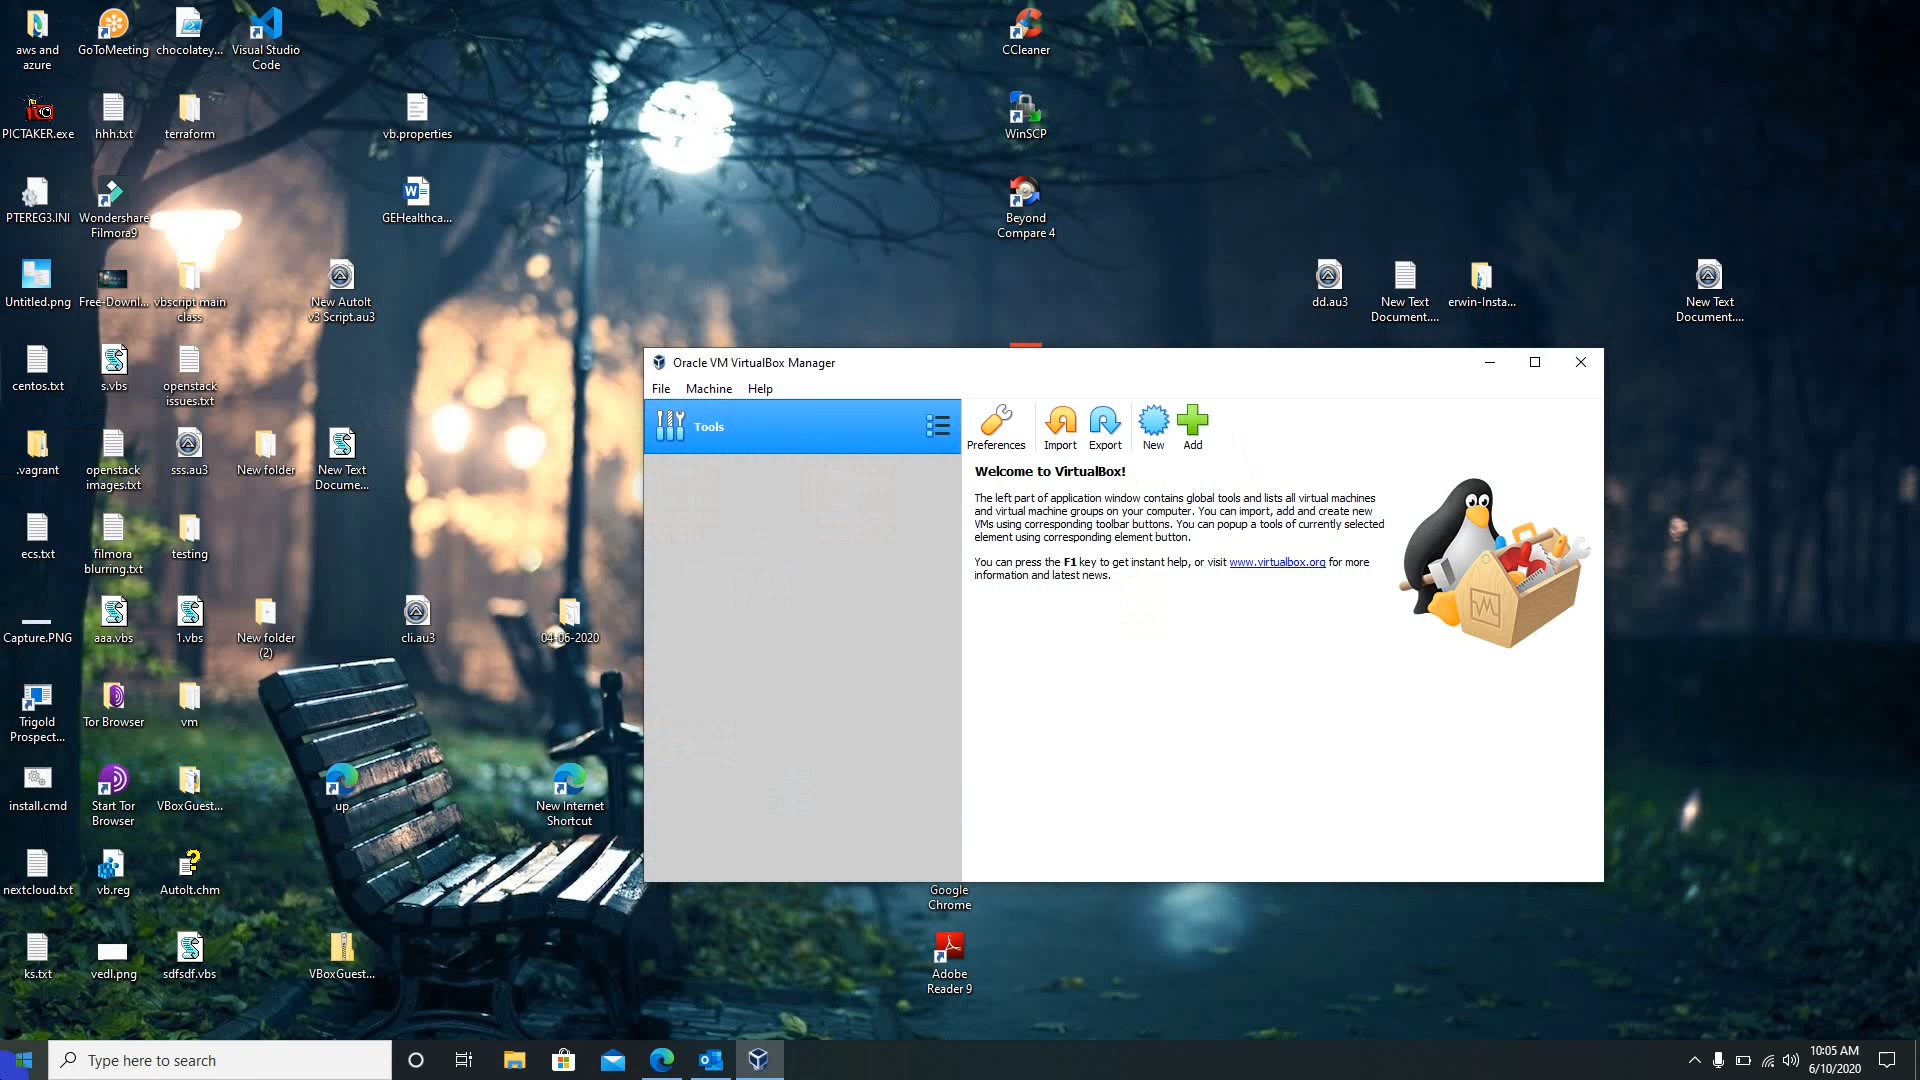 aws and
azure
GoToMeeting
chocolatey...
Visual Studio
Code
CCleaner
PICTAKER.exe
hhh.txt
terraform
vb.properties
WinSCP
PTEREG3.INI
Wondershare
Filmora9
GEHealthca...
Beyond
Compare 4
Untitled.png
Free-Downl...
vbscript main
class
New AutoIt
v3 Script.au3
dd.au3
New Text
Document....
erwin-Insta...
New Text
Document....
centos.txt
s.vbs
openstack
issues.txt
.vagrant
openstack
images.txt
sss.au3
New folder
New Text
Docume...
ecs.txt
filmora
blurring.txt
testing
Capture.PNG
aaa.vbs
1.vbs
New folder
(2)
cli.au3
04-06-2020
Trigold
Prospect...
Tor Browser
vm
install.cmd
Start Tor
Browser
VBoxGuest...
up
New Internet
Shortcut
nextcloud.txt
vb.reg
AutoIt.chm
Google
Chrome
ks.txt
vedl.png
sdfsdf.vbs
VBoxGuest...
Adobe
Reader 9
Oracle VM VirtualBox Manager
File Machine Help
Tools
Preferences Import Export New Add
Welcome to VirtualBox!
The left part of application window contains global tools and lists all virtual machines
and virtual machine groups on your computer. You can import, add and create new
VMs using corresponding toolbar buttons. You can popup a tools of currently selected
element using corresponding element button.
You can press the F1 key to get instant help, or visit www.virtualbox.org for more
information and latest news.
Type here to search
10:05 AM
6/10/2020